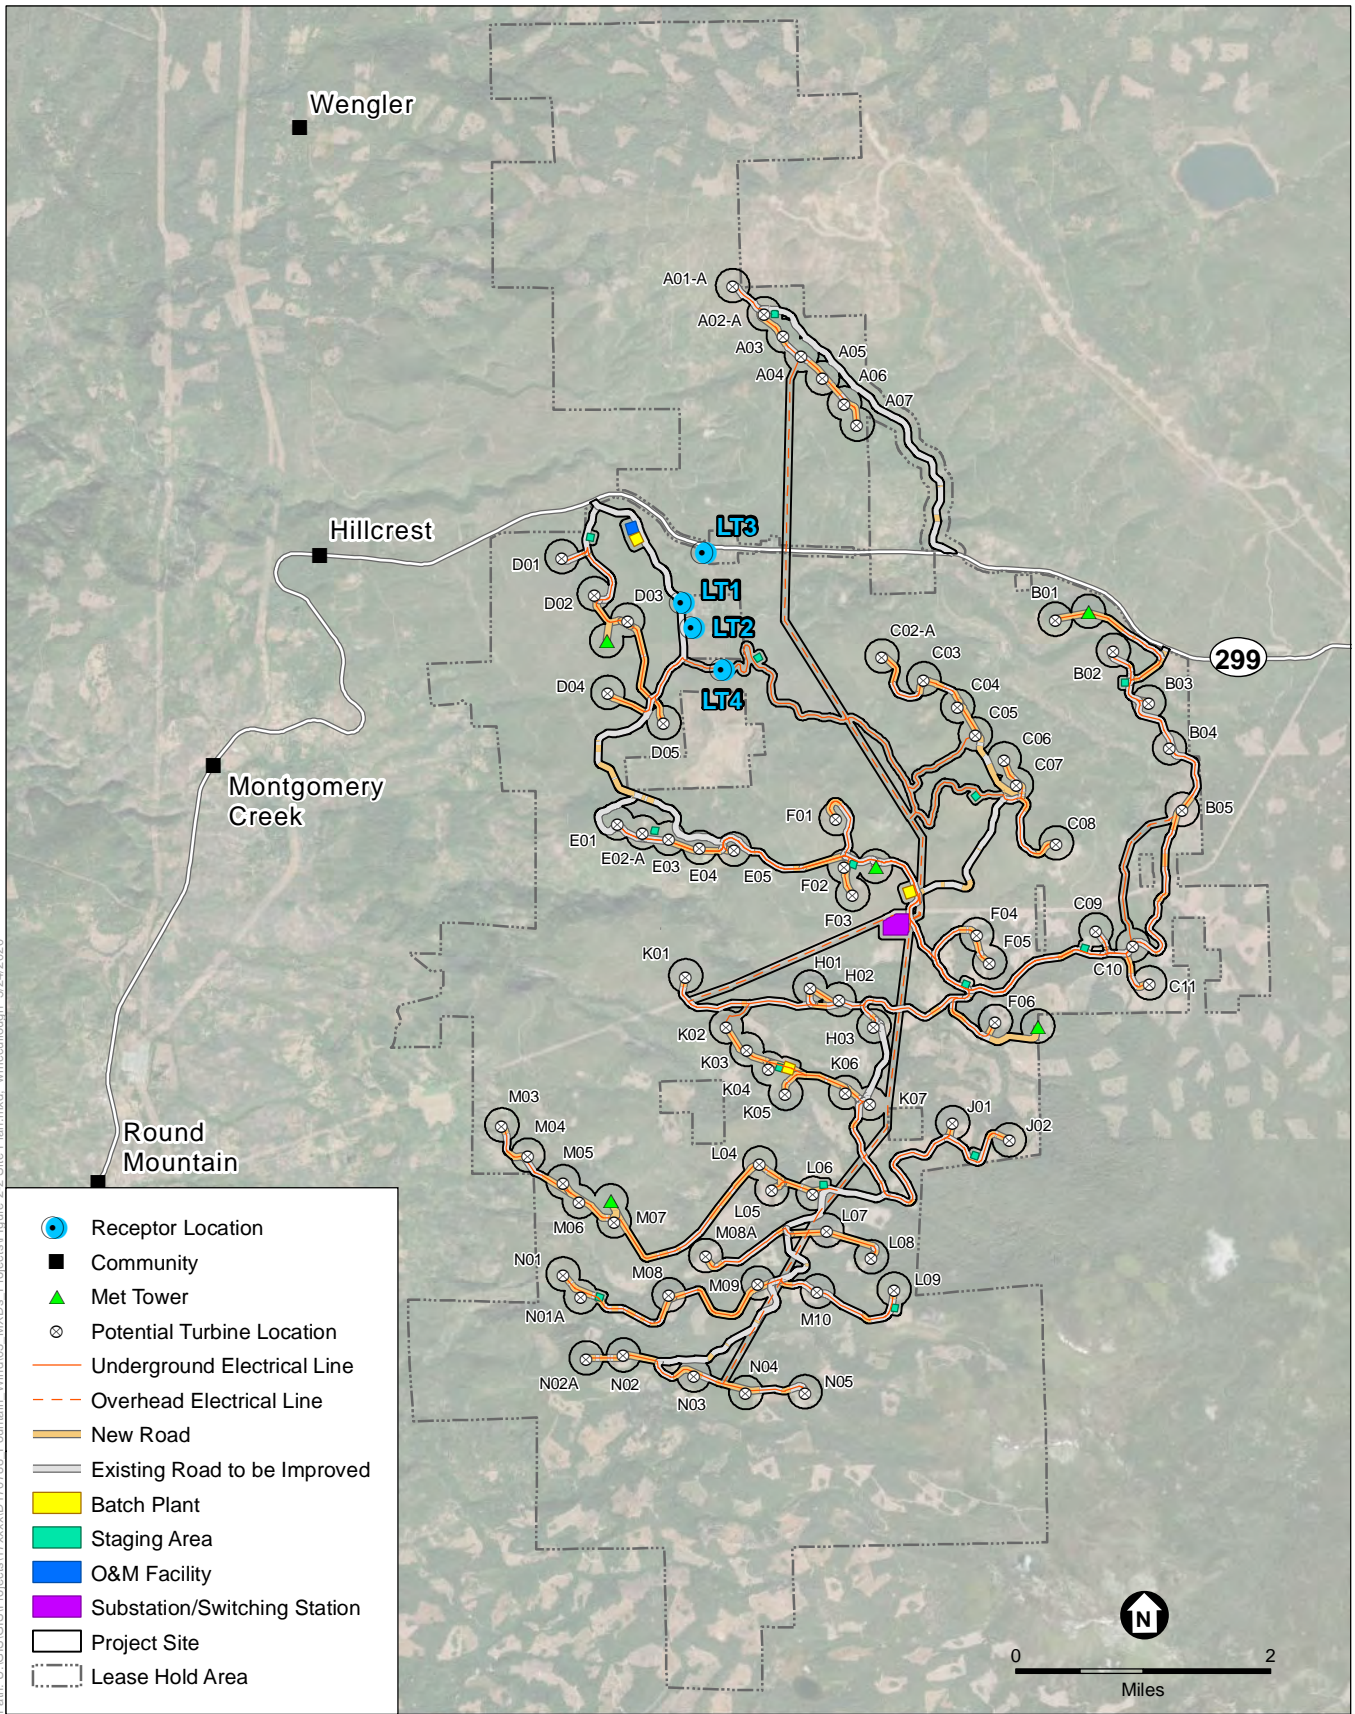 Wengler
A01-A
A02-A
A03
A05
A04
A06
A07
Hillcrest
LT3
D01
LT1
D02
D03
B01
LT2
C02-A
299
C03
B02
B03
D04
LT4
C04
C05
B04
D05
C06
C07
Montgomery
Creek
B05
F01
E01
C08
E02-A
E03
E04
E05
F02
F03
C09
F04
F05
K01
H01
H02
C10
C11
F06
K02
H03
K03
K06
K04
K05
K07
M03
J01
M04
J02
Round
Mountain
M05
L04
L06
L05
M06
M07
L07
M08A
L08
N01
M08
M09
L09
N01A
M10
N04
N02A
N02
N05
N03
Receptor Location
Community
Met Tower
Potential Turbine Location
Underground Electrical Line
Overhead Electrical Line
New Road
Existing Road to be Improved
Batch Plant
Staging Area
O&M Facility
Substation/Switching Station
Project Site
Lease Hold Area
N
0 2
Miles